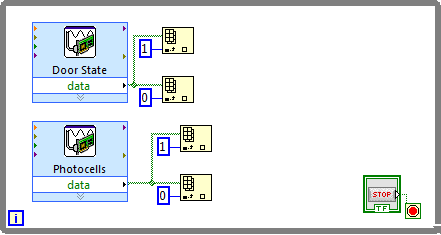 Door State
data
1
0
Photocells
data
1
0
STOP
TF
i